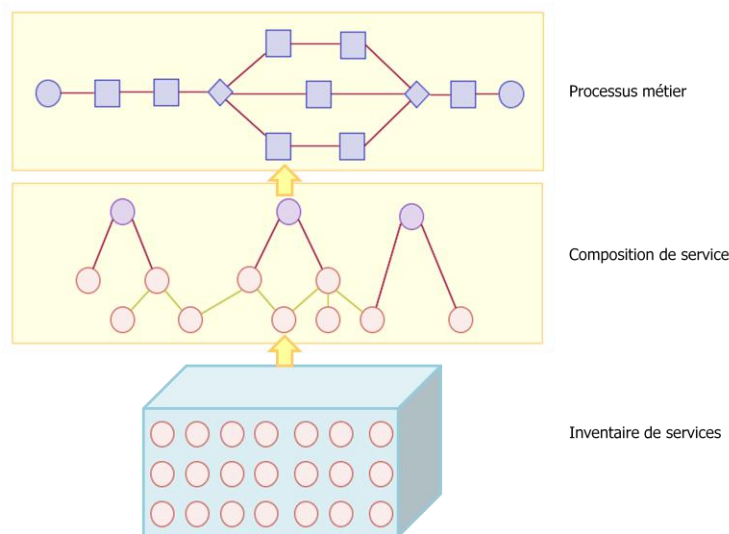 Processus métier
Composition de service
Inventaire de services